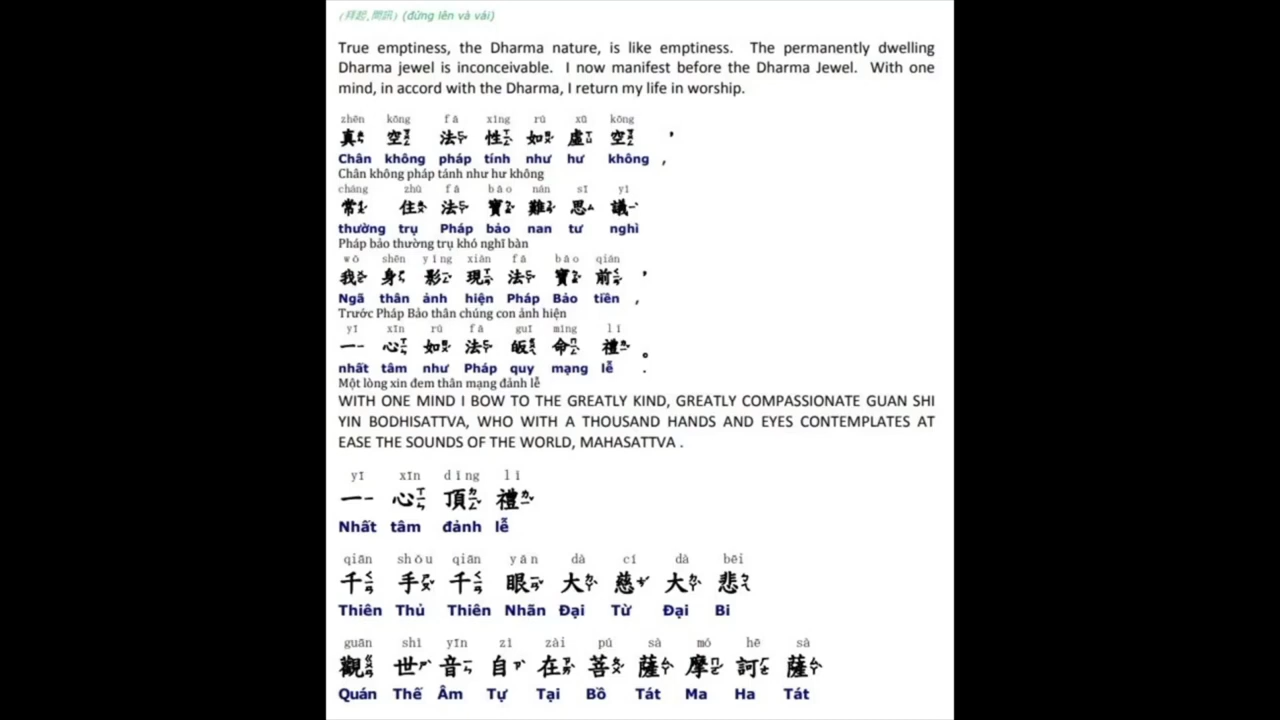 (拜起,問訊) (đứng lên và vái)
True emptiness, the Dharma nature, is like emptiness. The permanently dwelling
Dharma jewel is inconceivable. I now manifest before the Dharma Jewel. With one
mind, in accord with the Dharma, I return my life in worship.
zhēn kōng fǎ xìng rú xū kōng
真 空 法 性 如 虛 空 ,
Chân không pháp tính như hư không ,
Chân không pháp tánh như hư không
cháng zhù fǎ bǎo nán sī yì
常 住 法 寶 難 思 議
thường trụ Pháp bảo nan tư nghì
Pháp bảo thường trụ khó nghĩ bàn
wǒ shēn yǐng xiàn fǎ bǎo qián
我 身 影 現 法 寶 前 ,
Ngã thân ảnh hiện Pháp Bảo tiền ,
Trước Pháp Bảo thân chúng con ảnh hiện
yī xīn rú fǎ guī mìng lǐ
一 心 如 法 皈 命 禮 。
nhất tâm như Pháp quy mạng lễ .
Một lòng xin đem thân mạng đảnh lễ
WITH ONE MIND I BOW TO THE GREATLY KIND, GREATLY COMPASSIONATE GUAN SHI
YIN BODHISATTVA, WHO WITH A THOUSAND HANDS AND EYES CONTEMPLATES AT
EASE THE SOUNDS OF THE WORLD, MAHASATTVA .
yī xīn dǐng lǐ
一 心 頂 禮
Nhất tâm đảnh lễ
qiān shǒu qiān yǎn dà cí dà bēi
千 手 千 眼 大 慈 大 悲
Thiên Thủ Thiên Nhãn Đại Từ Đại Bi
guān shì yīn zì zài pú sà mó hē sà
觀 世 音 自 在 菩 薩 摩 訶 薩
Quán Thế Âm Tự Tại Bồ Tát Ma Ha Tát